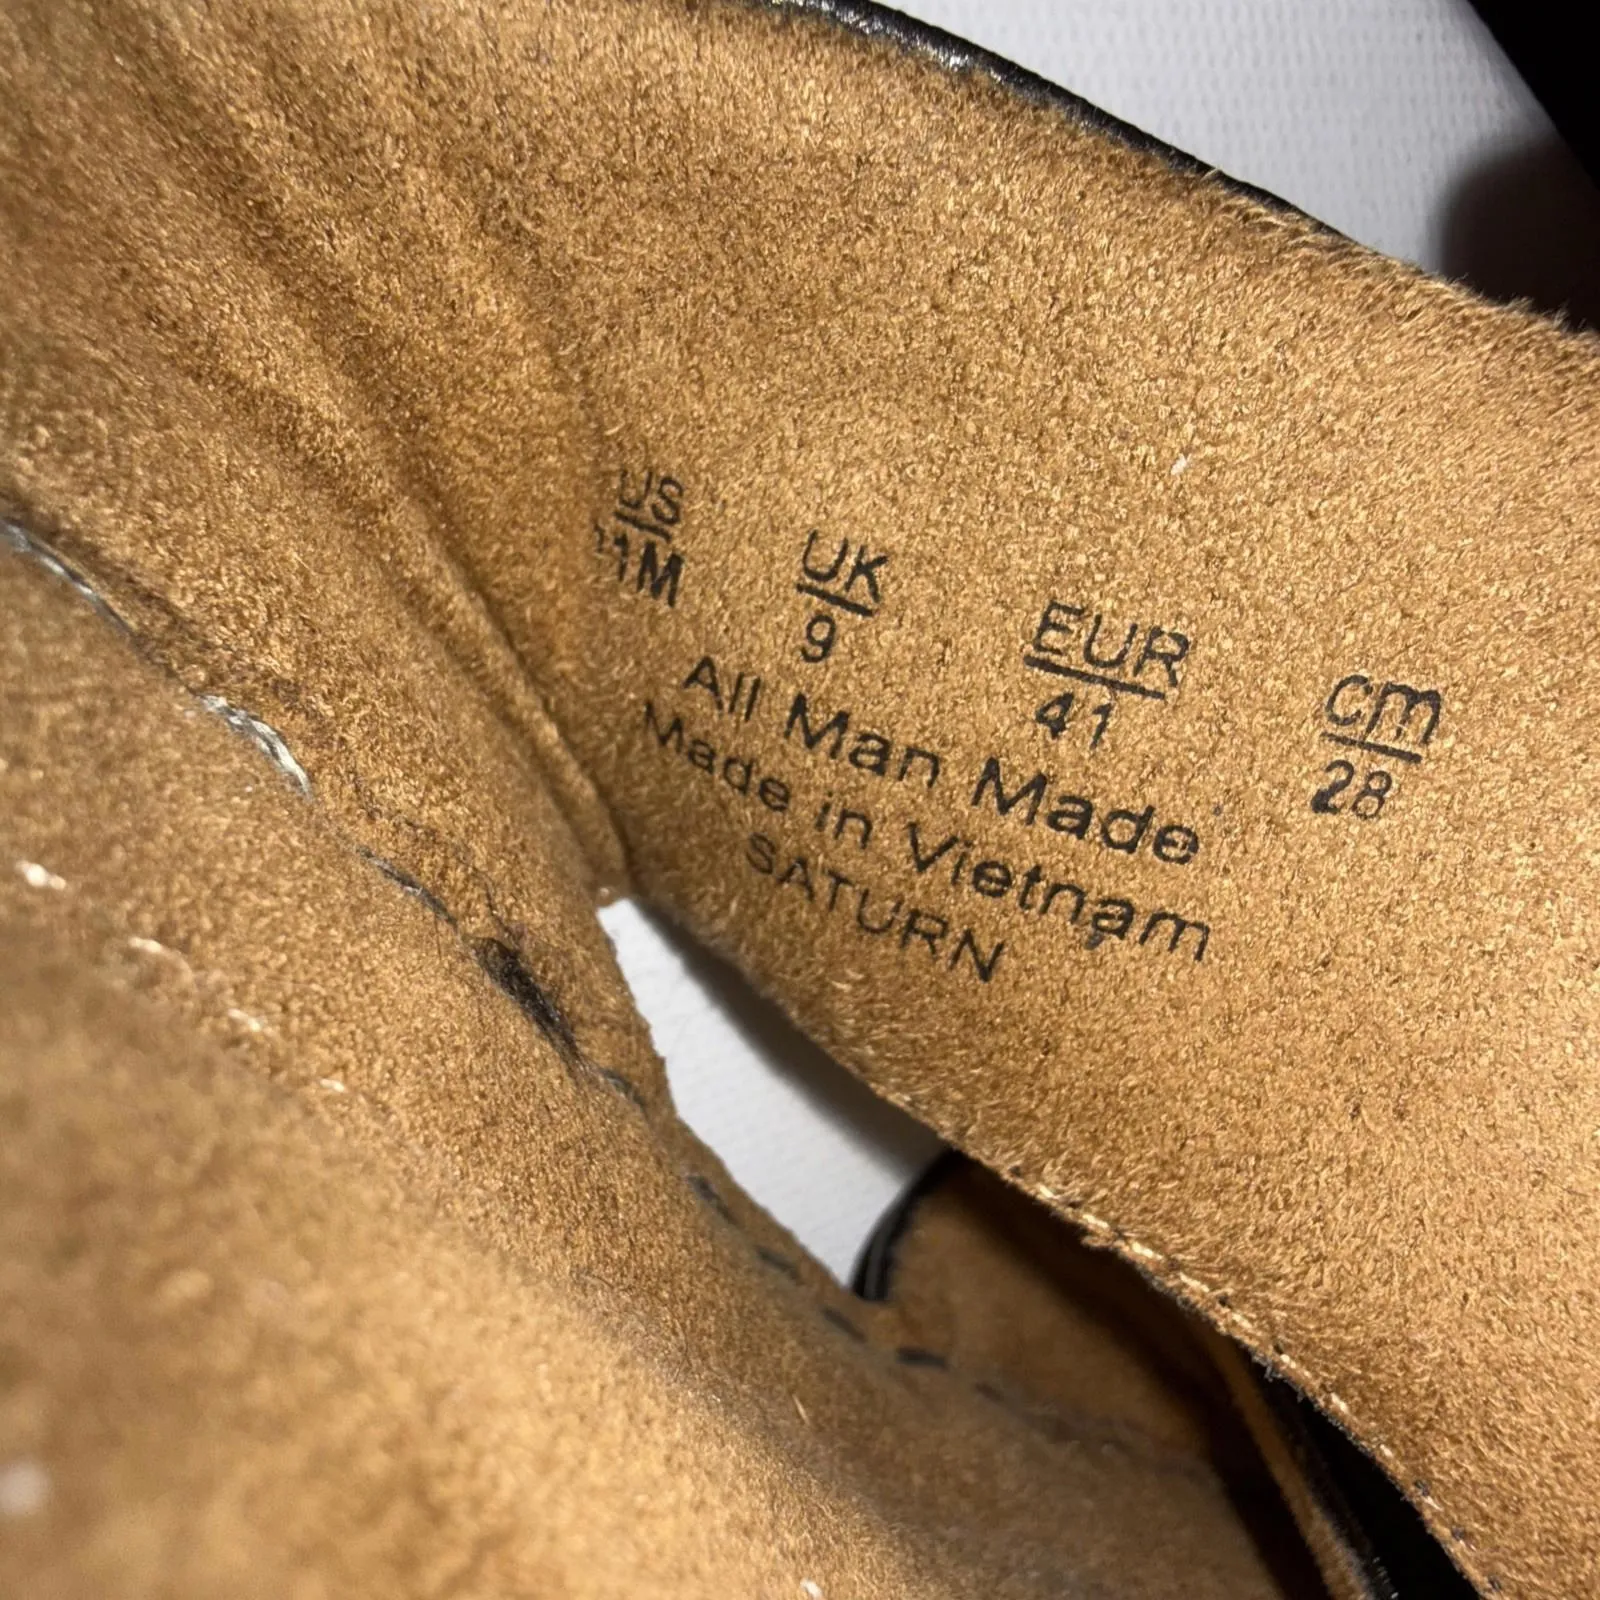 US UK EUR cm
11M 9 41 28
All Man Made
Made in Vietnam
SATURN